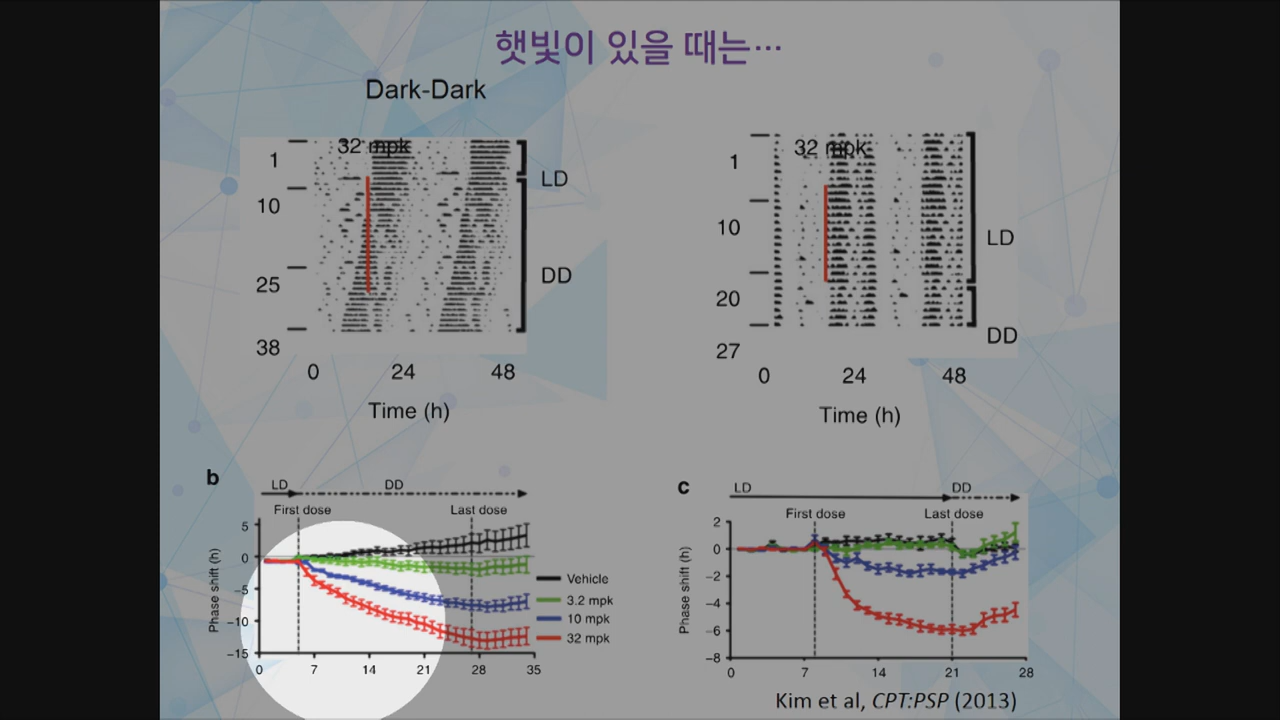 햇빛이 있을 때는…
Dark-Dark
32 mpk
1
10
25
38
LD
DD
0 24 48
Time (h)
32 mpk
1
10
20
27
LD
DD
0 24 48
Time (h)
b
LD DD
First dose Last dose
Phase shift (h)
5
0
−5
−10
−15
0 7 14 21 28 35
Vehicle
3.2 mpk
10 mpk
32 mpk
c
LD DD
First dose Last dose
Phase shift (h)
2
0
−2
−4
−6
−8
0 7 14 21 28
Kim et al, CPT:PSP (2013)